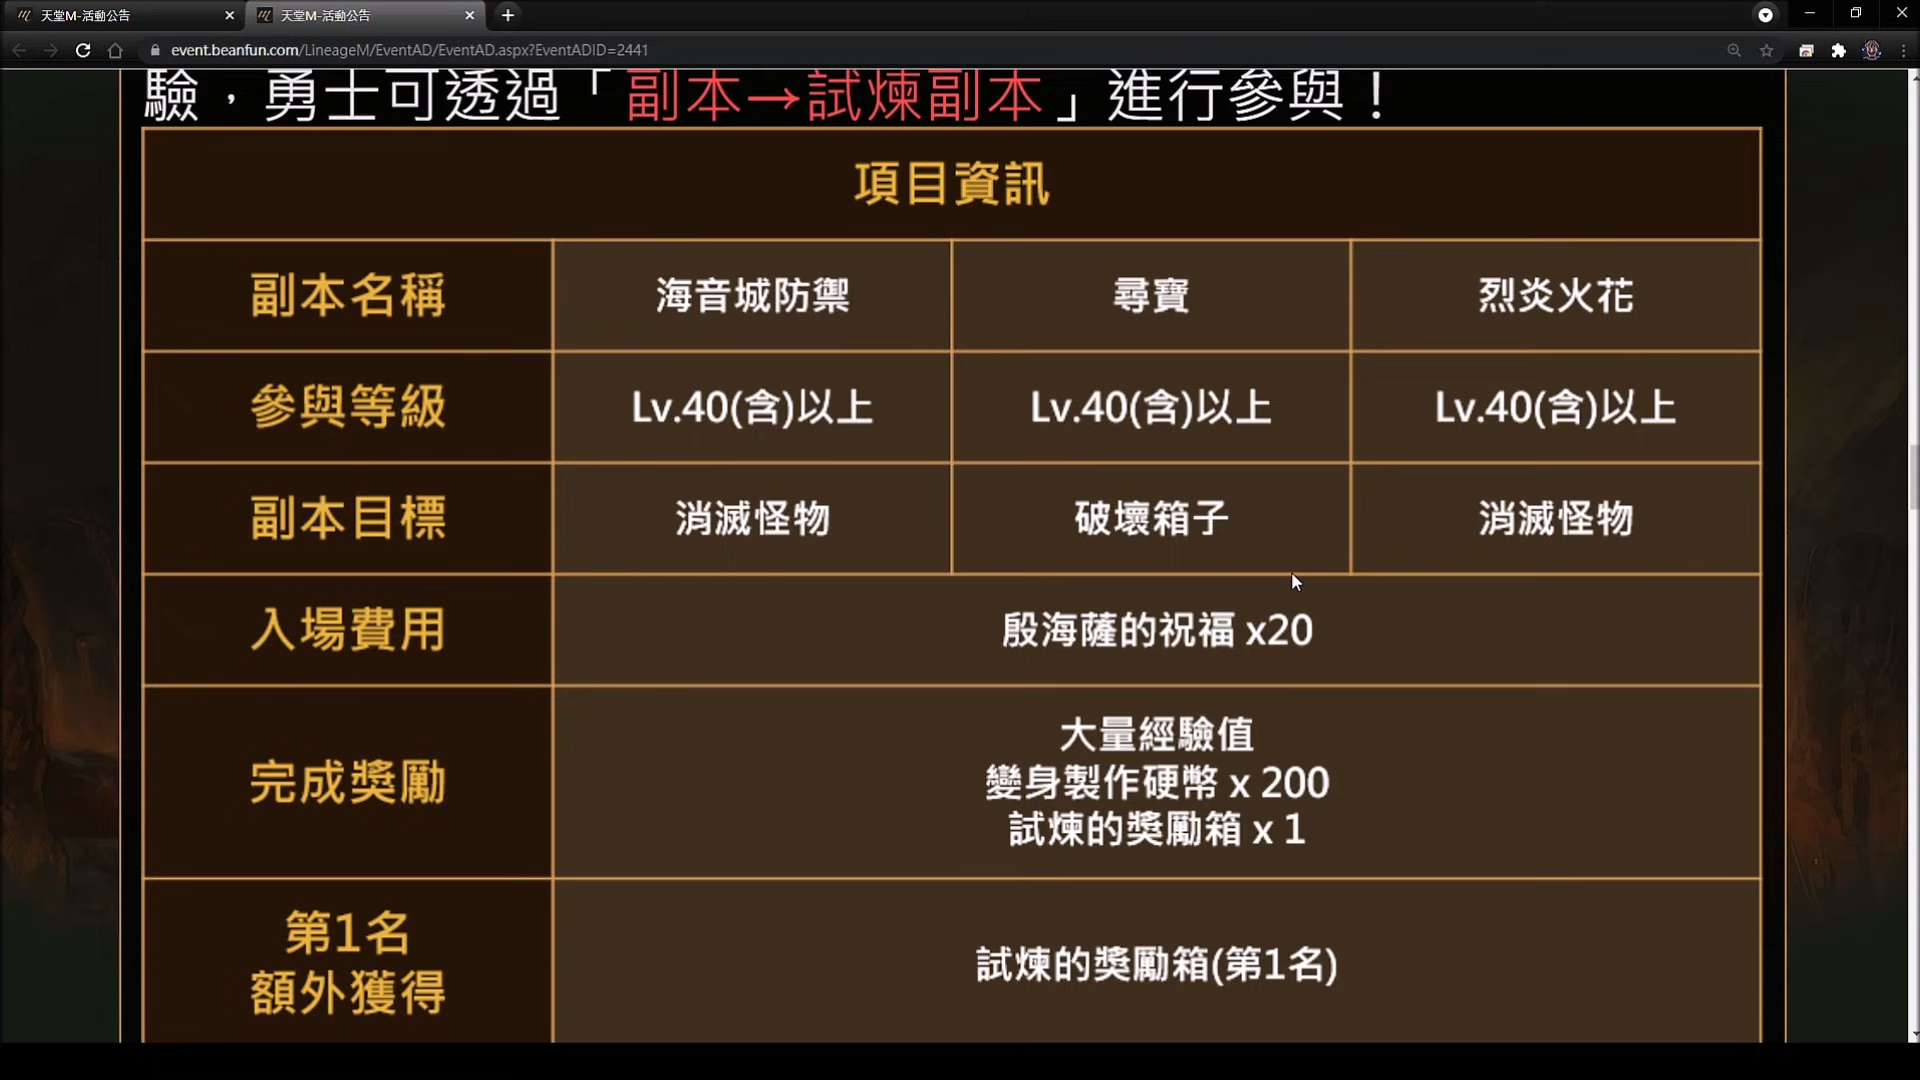 天堂M-活動公告
天堂M-活動公告
event.beanfun.com/LineageM/EventAD/EventAD.aspx?EventADID=2441
驗，勇士可透過「副本→試煉副本」進行參與！
項目資訊
副本名稱 海音城防禦 尋寶 烈炎火花
參與等級 Lv.40(含)以上 Lv.40(含)以上 Lv.40(含)以上
副本目標 消滅怪物 破壞箱子 消滅怪物
入場費用 殷海薩的祝福 x20
完成獎勵
大量經驗值
變身製作硬幣 x 200
試煉的獎勵箱 x 1
第1名
額外獲得
試煉的獎勵箱(第1名)